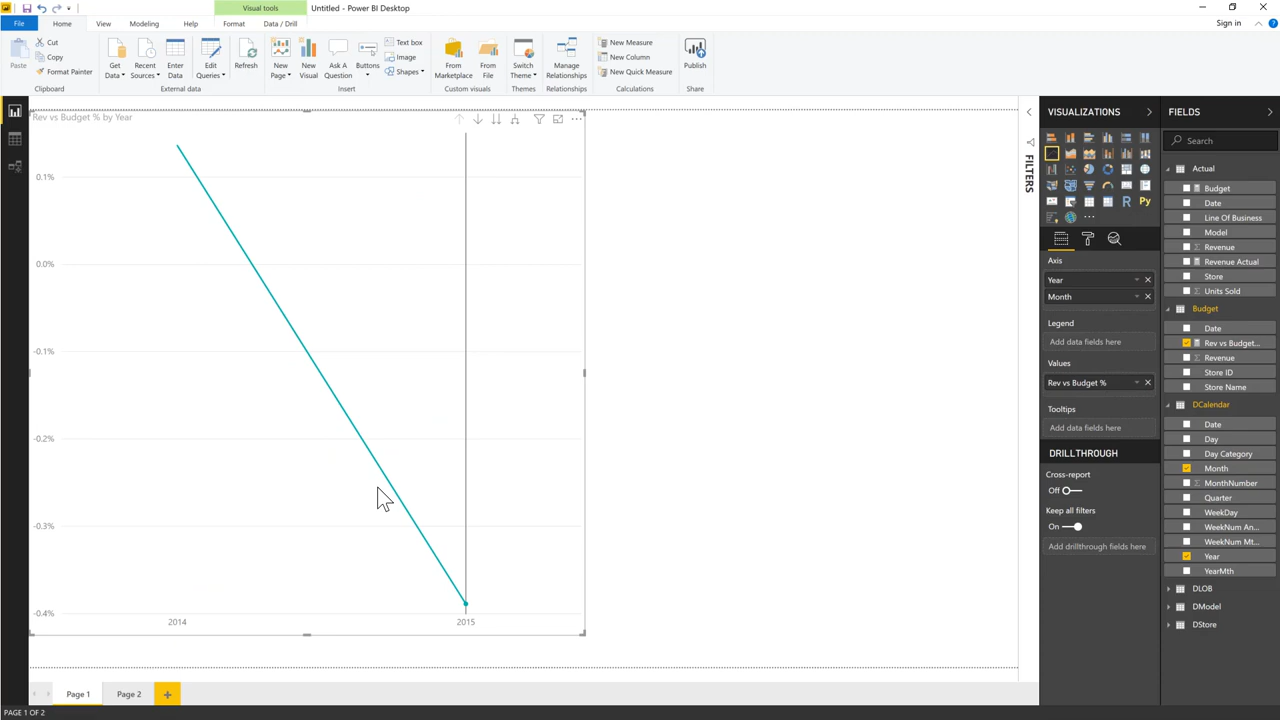 Visual tools
Untitled - Power BI Desktop
Sign in
File
Home
View
Modeling
Help
Format
Data / Drill
Paste
Cut
Copy
Format Painter
Get Data
Recent Sources
Enter Data
Edit Queries
Refresh
New Page
New Visual
Ask A Question
Buttons
Text box
Image
Shapes
From Marketplace
From File
Switch Theme
Manage Relationships
New Measure
New Column
New Quick Measure
Publish
Clipboard
External data
Insert
Custom visuals
Themes
Relationships
Calculations
Share
Rev vs Budget % by Year
0.1%
0.0%
-0.1%
-0.2%
-0.3%
-0.4%
2014
2015
FILTERS
VISUALIZATIONS
R
Py
Axis
Year
Month
Legend
Add data fields here
Values
Rev vs Budget %
Tooltips
Add data fields here
DRILLTHROUGH
Cross-report
Off
Keep all filters
On
Add drillthrough fields here
FIELDS
Search
Actual
Budget
Date
Line Of Business
Model
Revenue
Revenue Actual
Store
Units Sold
Budget
Date
Rev vs Budget...
Revenue
Store ID
Store Name
DCalendar
Date
Day
Day Category
Month
MonthNumber
Quarter
WeekDay
WeekNum An...
WeekNum Mt...
Year
YearMth
DLOB
DModel
DStore
Page 1
Page 2
PAGE 1 OF 2